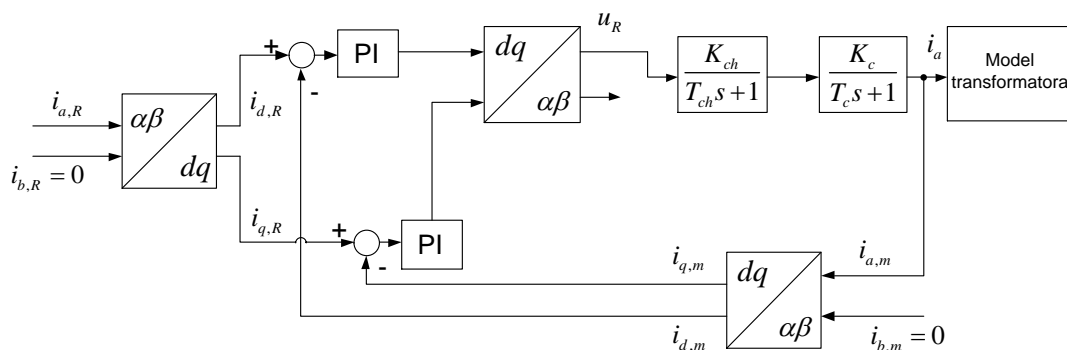 i_{a,R}
i_{b,R} = 0
αβ
dq
i_{d,R}
i_{q,R}
+
-
PI
+
-
PI
dq
αβ
u_R
K_{ch}
T_{ch}s+1
K_c
T_c s+1
i_a
Model
transformatora
i_{q,m}
i_{d,m}
dq
αβ
i_{a,m}
i_{b,m} = 0